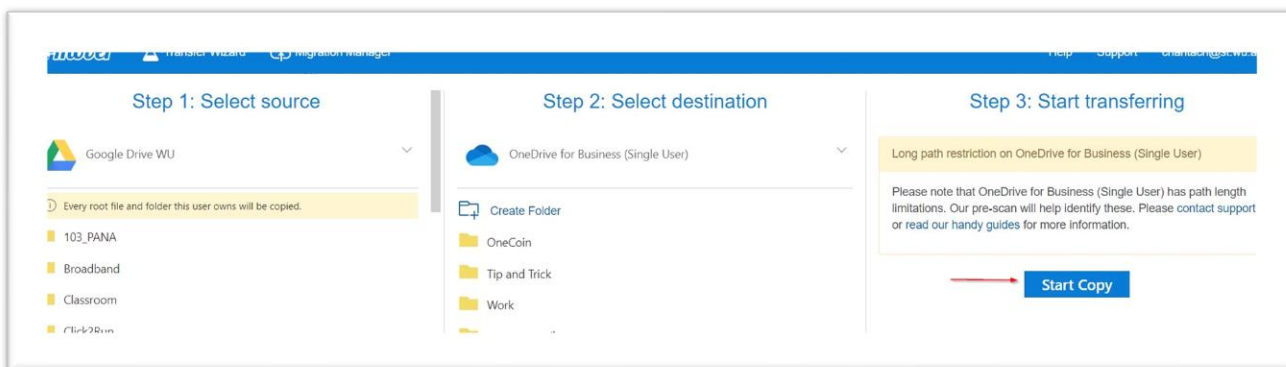 Mover Transfer Wizard Migration Manager Help Support
Step 1: Select source
Google Drive WU
Every root file and folder this user owns will be copied.
103_PANA
Broadband
Classroom
Click2Run
Step 2: Select destination
OneDrive for Business (Single User)
Create Folder
OneCoin
Tip and Trick
Work
Step 3: Start transferring
Long path restriction on OneDrive for Business (Single User)
Please note that OneDrive for Business (Single User) has path length
limitations. Our pre-scan will help identify these. Please contact support
or read our handy guides for more information.
Start Copy